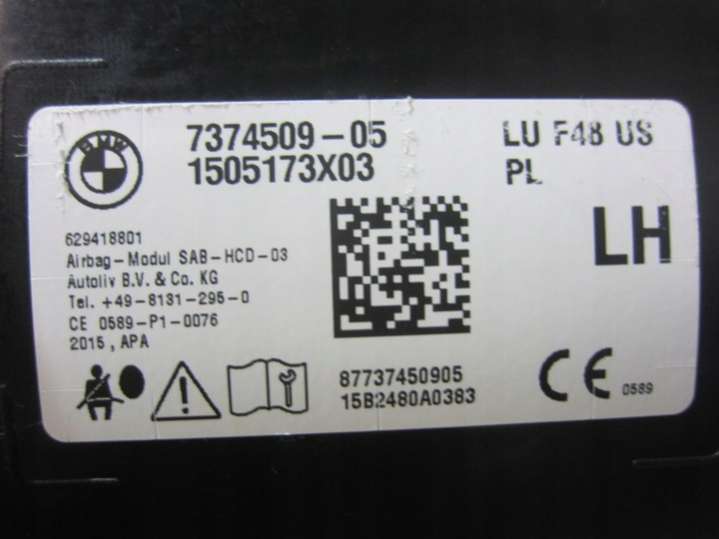 BMW
7374509-05
1505173X03
LU F48 US
PL
LH
629418801
Airbag-Modul SAB-HCD-03
Autoliv B.V. & Co. KG
Tel. +49-8131-295-0
CE 0589-P1-0076
2015, APA
87737450905
15B2480A0383
CE 0589